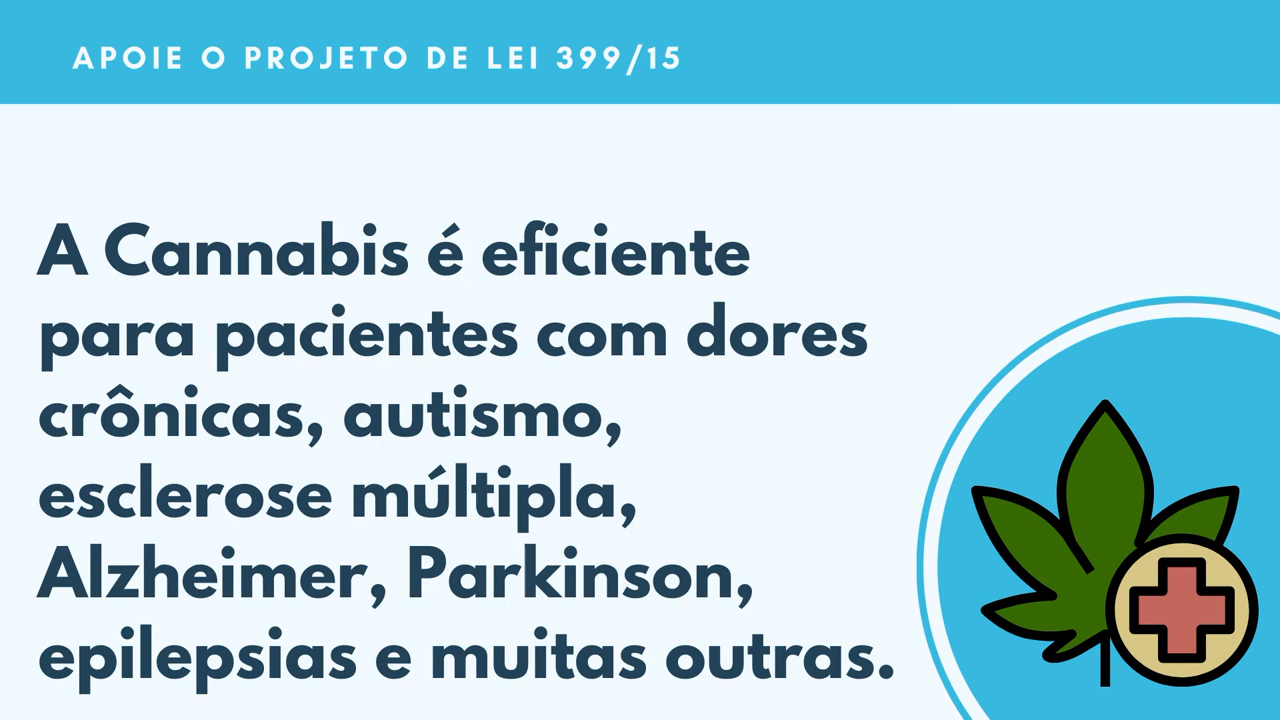 APOIE O PROJETO DE LEI 399/15
A Cannabis é eficiente
para pacientes com dores
crônicas, autismo,
esclerose múltipla,
Alzheimer, Parkinson,
epilepsias e muitas outras.